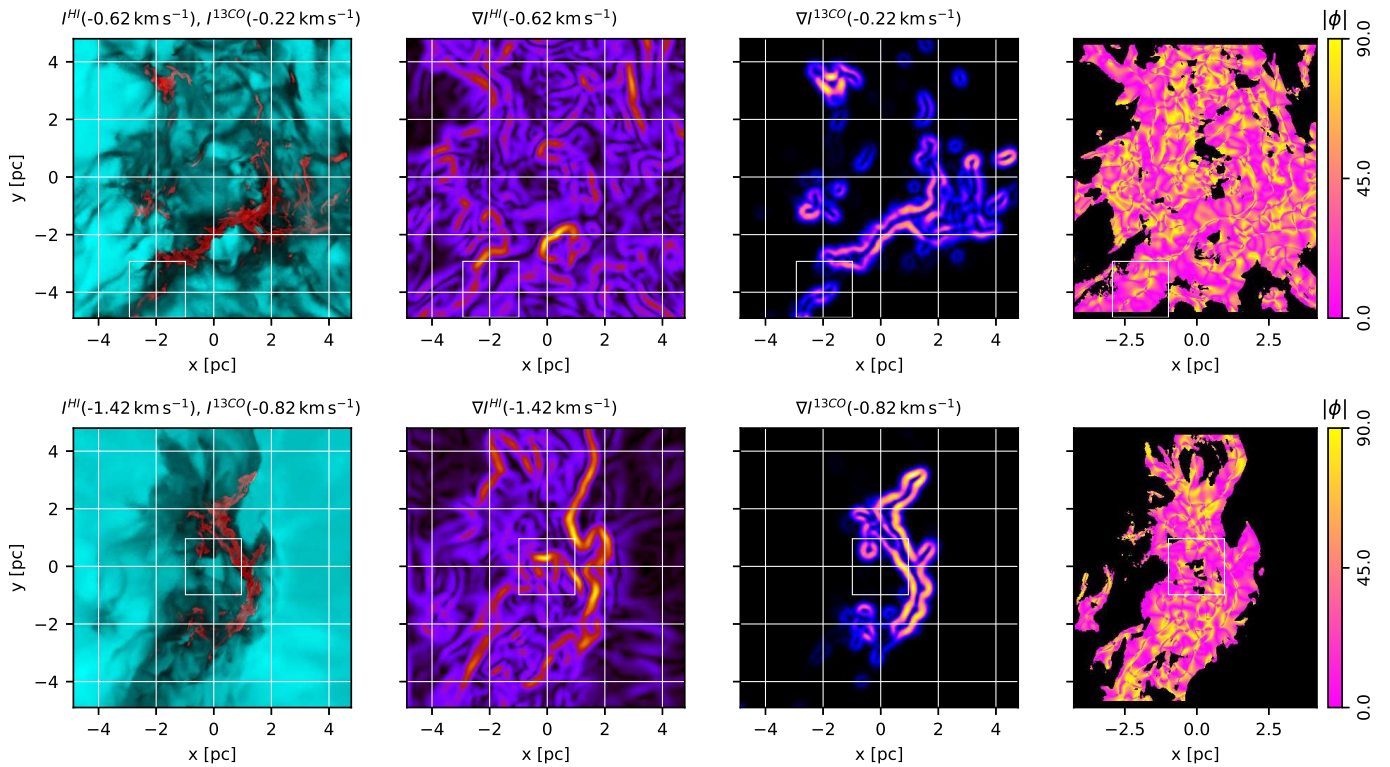 I^{HI}(-0.62 km s⁻¹), I^{13CO}(-0.22 km s⁻¹)
∇I^{HI}(-0.62 km s⁻¹)
∇I^{13CO}(-0.22 km s⁻¹)
|ϕ|
4
2
0
−2
−4
y [pc]
−4 −2 0 2 4
x [pc]
−4 −2 0 2 4
x [pc]
−4 −2 0 2 4
x [pc]
−2.5 0.0 2.5
x [pc]
90.0
45.0
0.0
I^{HI}(-1.42 km s⁻¹), I^{13CO}(-0.82 km s⁻¹)
∇I^{HI}(-1.42 km s⁻¹)
∇I^{13CO}(-0.82 km s⁻¹)
|ϕ|
4
2
0
−2
−4
y [pc]
−4 −2 0 2 4
x [pc]
−4 −2 0 2 4
x [pc]
−4 −2 0 2 4
x [pc]
−2.5 0.0 2.5
x [pc]
90.0
45.0
0.0